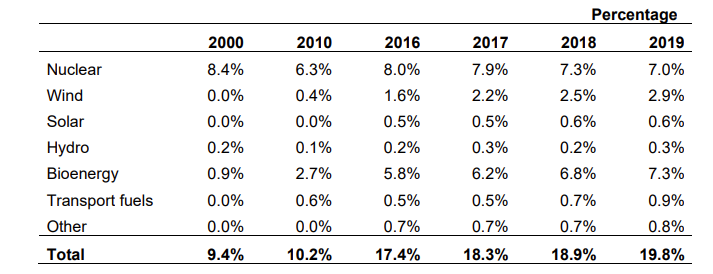 Percentage
2000 2010 2016 2017 2018 2019
Nuclear 8.4% 6.3% 8.0% 7.9% 7.3% 7.0%
Wind 0.0% 0.4% 1.6% 2.2% 2.5% 2.9%
Solar 0.0% 0.0% 0.5% 0.5% 0.6% 0.6%
Hydro 0.2% 0.1% 0.2% 0.3% 0.2% 0.3%
Bioenergy 0.9% 2.7% 5.8% 6.2% 6.8% 7.3%
Transport fuels 0.0% 0.6% 0.5% 0.5% 0.7% 0.9%
Other 0.0% 0.0% 0.7% 0.7% 0.7% 0.8%
Total 9.4% 10.2% 17.4% 18.3% 18.9% 19.8%